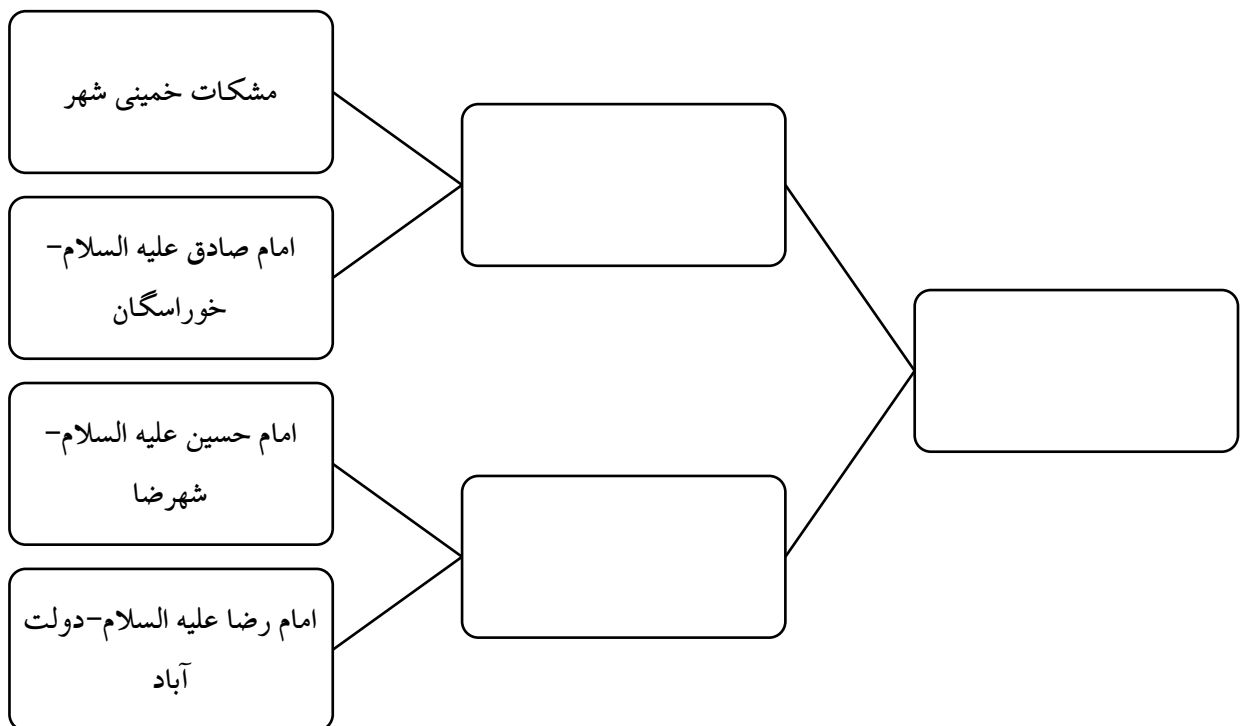 مشکات خمینی شهر
امام صادق علیه السلام–
خوراسگان
امام حسین علیه السلام–
شهرضا
امام رضا علیه السلام–دولت
آباد